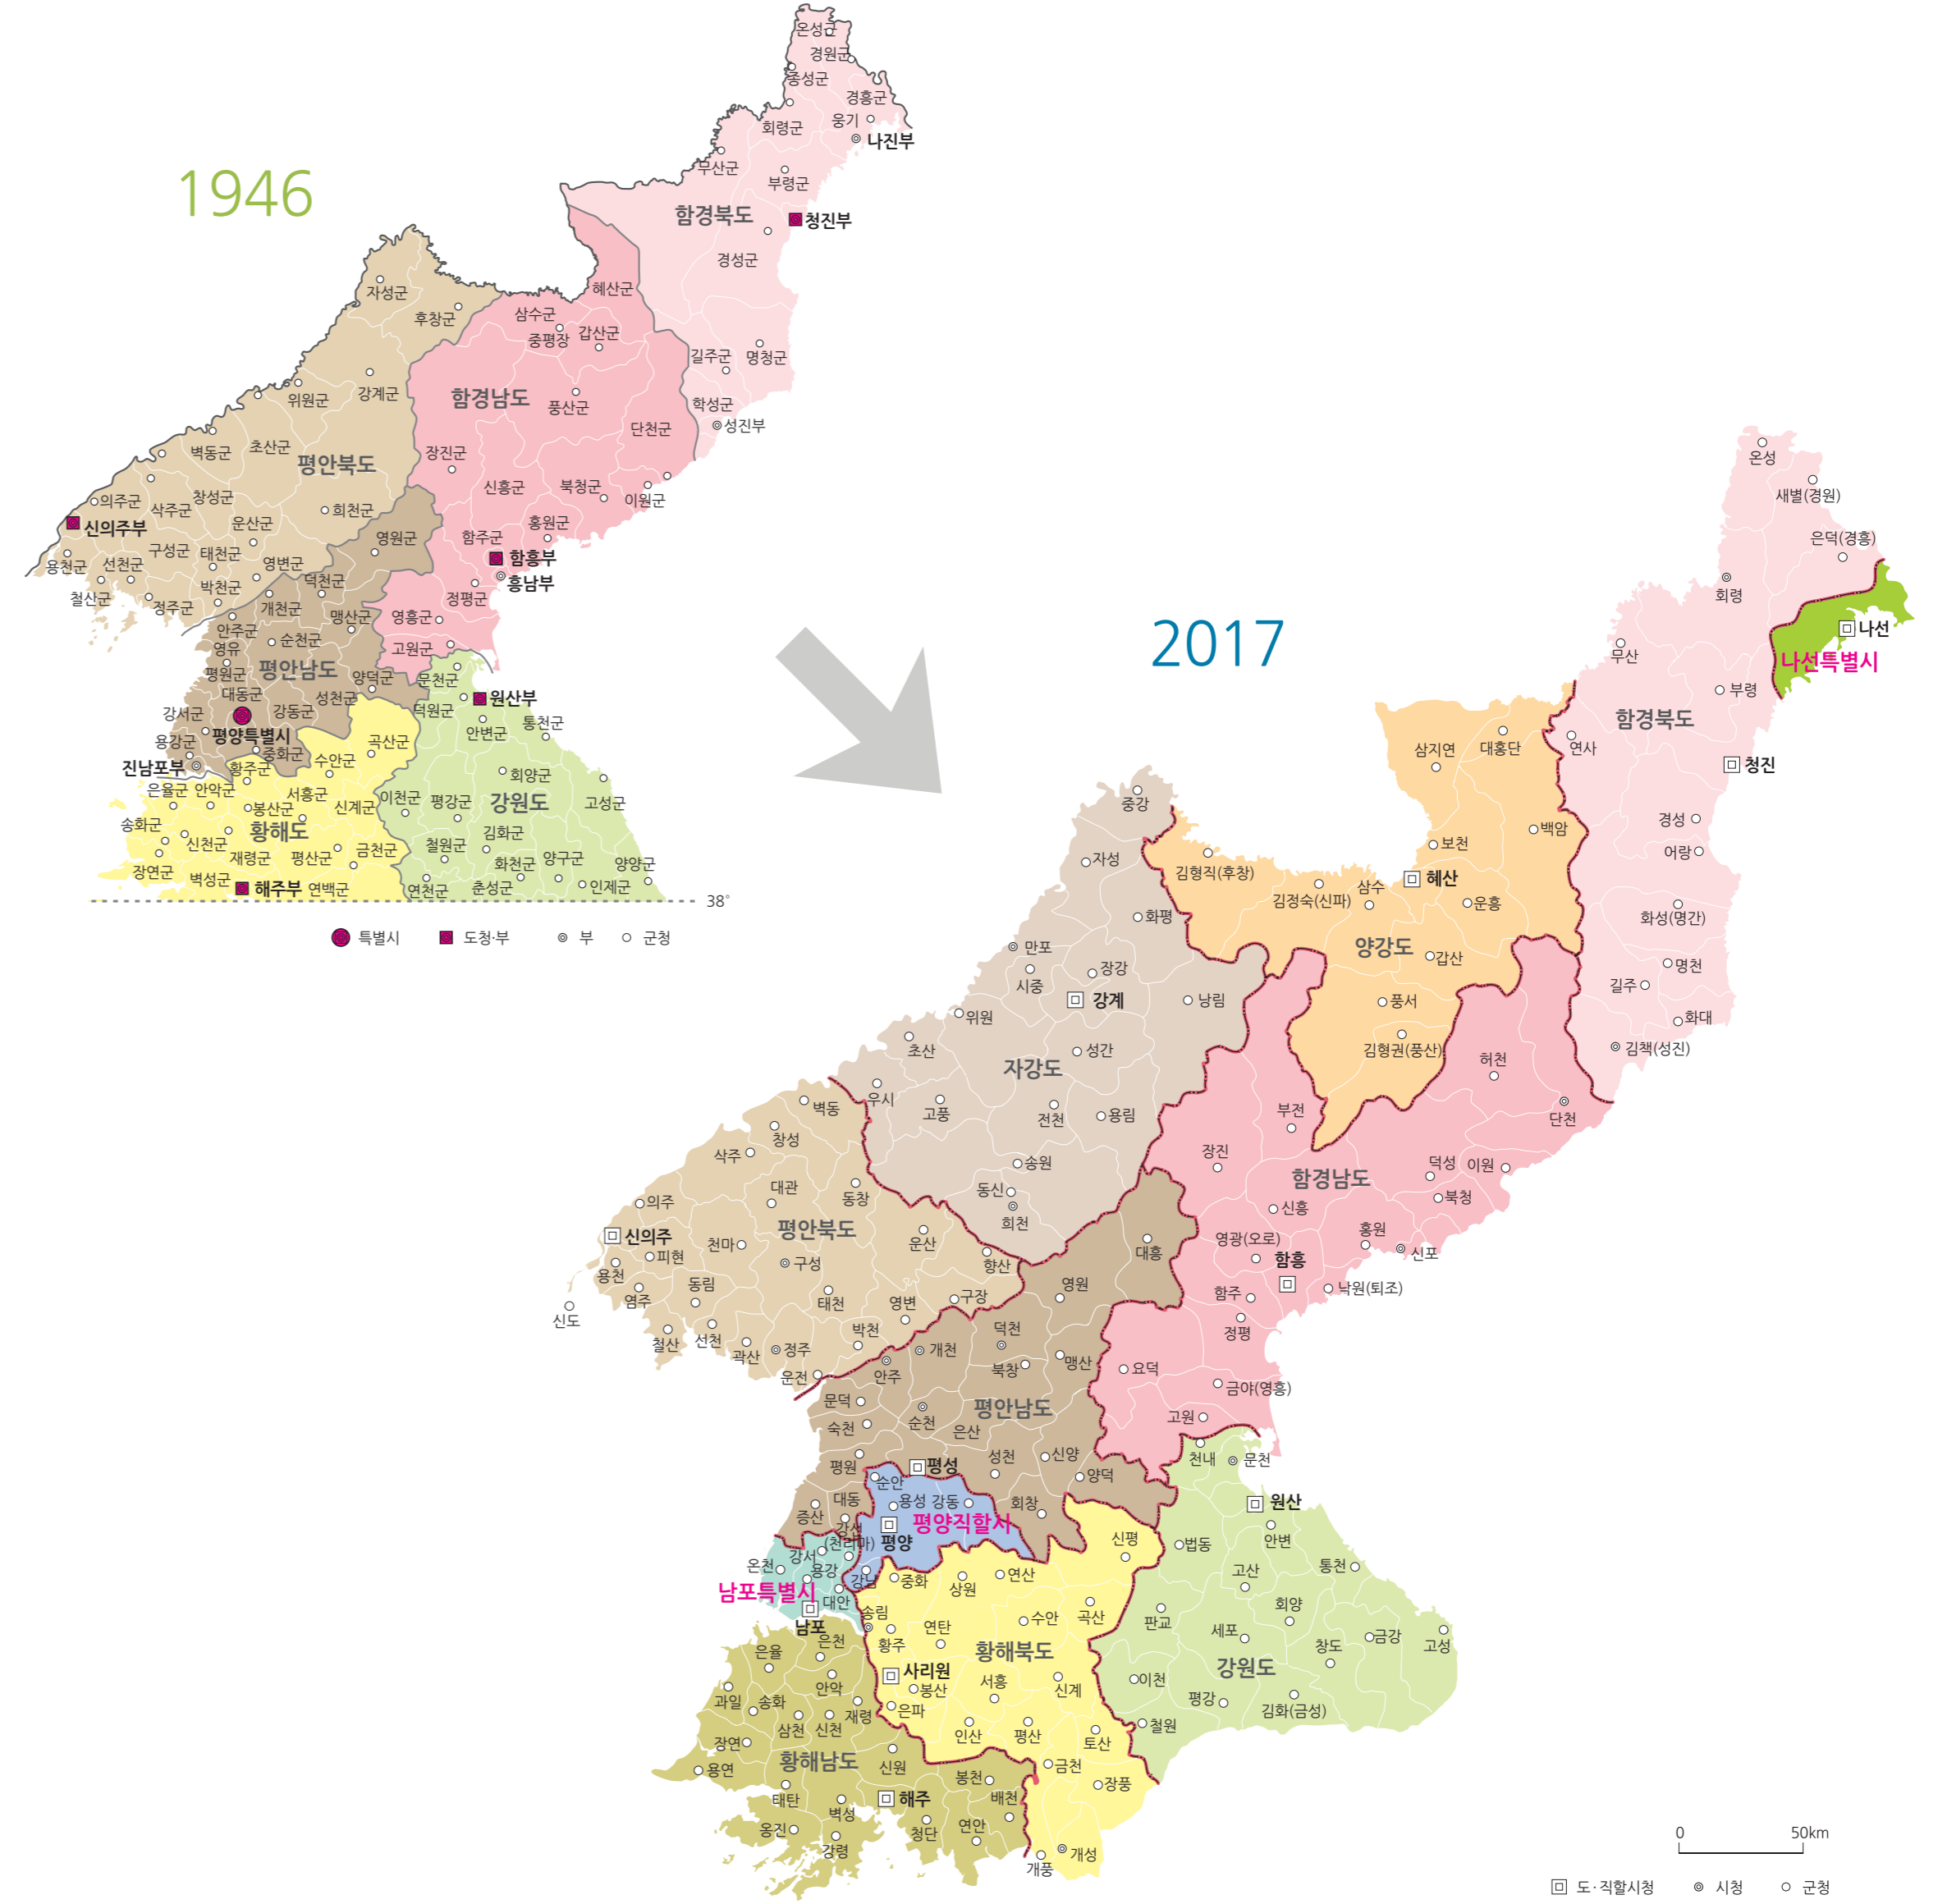 1946
온성군
경원군
종성군
경흥군
웅기
회령군
나진부
무산군
부령군
함경북도
청진부
경성군
혜산군
자성군
후창군
삼수군
중평장
갑산군
길주군
명청군
위원군
강계군
함경남도
풍산군
학성군
성진부
단천군
벽동군
초산군
평안북도
장진군
신흥군
북청군
이원군
의주군
삭주군
창성군
희천군
신의주부
운산군
영원군
함주군
홍원군
함흥부
흥남부
용천군
선천군
구성군
태천군
영변군
박천군
덕천군
철산군
정주군
개천군
맹산군
영흥군
정평군
안주군
영유
순천군
고원군
평원군
평안남도
양덕군
문천군
대동군
성천군
덕원군
원산부
강서군
강동군
안변군
통천군
평양특별시
용강군
중화군
곡산군
진남포부
황주군
수안군
회양군
은율군
안악군
봉산군
서흥군
신계군
이천군
평강군
강원도
고성군
송화군
신천군
황해도
김화군
철원군
장연군
재령군
평산군
금천군
화천군
양구군
양양군
벽성군
해주부
연백군
연천군
춘성군
인제군
38°
특별시
도청·부
부
군청
2017
온성
새별(경원)
은덕(경흥)
회령
나선
나선특별시
무산
부령
함경북도
연사
청진
삼지연
대홍단
경성
어랑
백암
보천
중강
자성
김형직(후창)
김정숙(신파)
삼수
혜산
운흥
화성(명간)
화평
양강도
갑산
명천
길주
만포
시중
장강
강계
낭림
풍서
화대
위원
김형권(풍산)
김책(성진)
초산
성간
자강도
허천
우시
고풍
전천
용림
부전
단천
벽동
창성
삭주
송원
장진
함경남도
덕성
이원
북청
대관
동창
동신
희천
신흥
의주
평안북도
신의주
피현
천마
구성
운산
향산
대흥
영광(오로)
함흥
홍원
신포
용천
염주
동림
태천
영변
구장
영원
함주
낙원(퇴조)
신도
철산
선천
곽산
정주
박천
덕천
정평
운전
안주
개천
북창
맹산
요덕
금야(영흥)
문덕
순천
평안남도
숙천
은산
고원
평원
평성
성천
신양
양덕
천내
문천
순안
대동
용성
강동
회창
원산
증산
강선
(천리마)
평양
평양직할시
신평
법동
안변
온천
강서
용강
강남
중화
상원
연산
고산
통천
남포특별시
대안
남포
송림
황주
연탄
수안
곡산
판교
회양
은천
세포
창도
금강
고성
은율
황해북도
강원도
사리원
봉산
서흥
신계
이천
안악
과일
송화
재령
은파
평강
김화(금성)
삼천
신천
인산
평산
토산
철원
장연
황해남도
신원
금천
용연
봉천
장풍
태탄
벽성
해주
배천
옹진
강령
청단
연안
개풍
개성
0
50km
도·직할시청
시청
군청